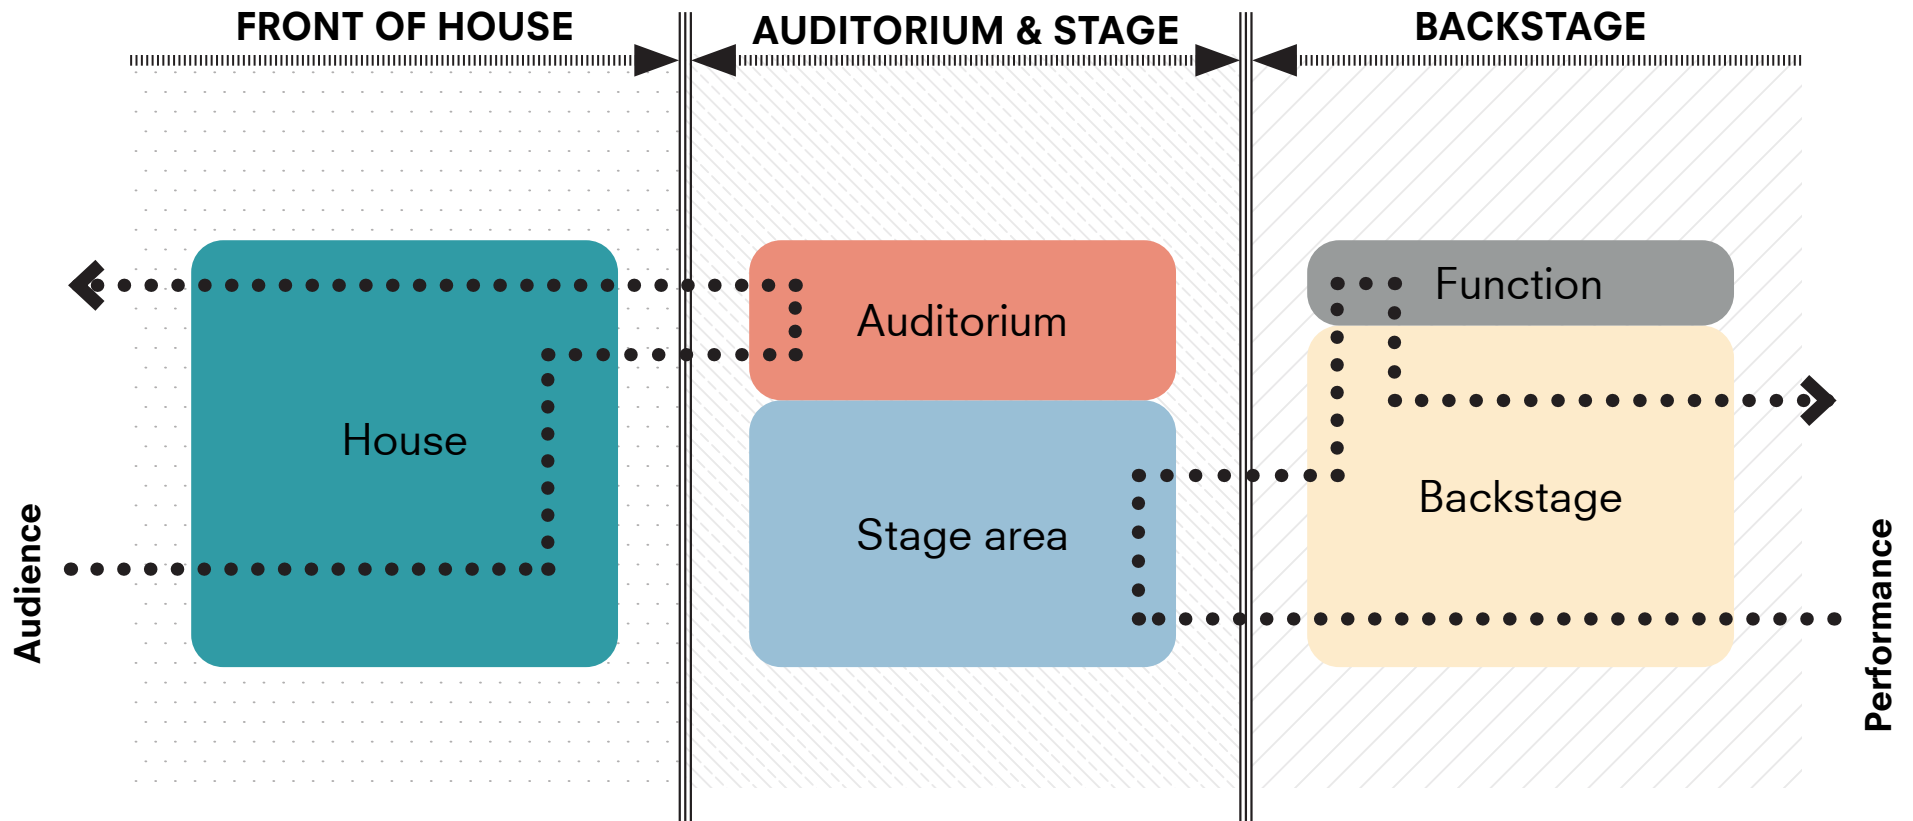 FRONT OF HOUSE
AUDITORIUM & STAGE
BACKSTAGE
Function
Auditorium
House
Backstage
Stage area
Audience
Performance